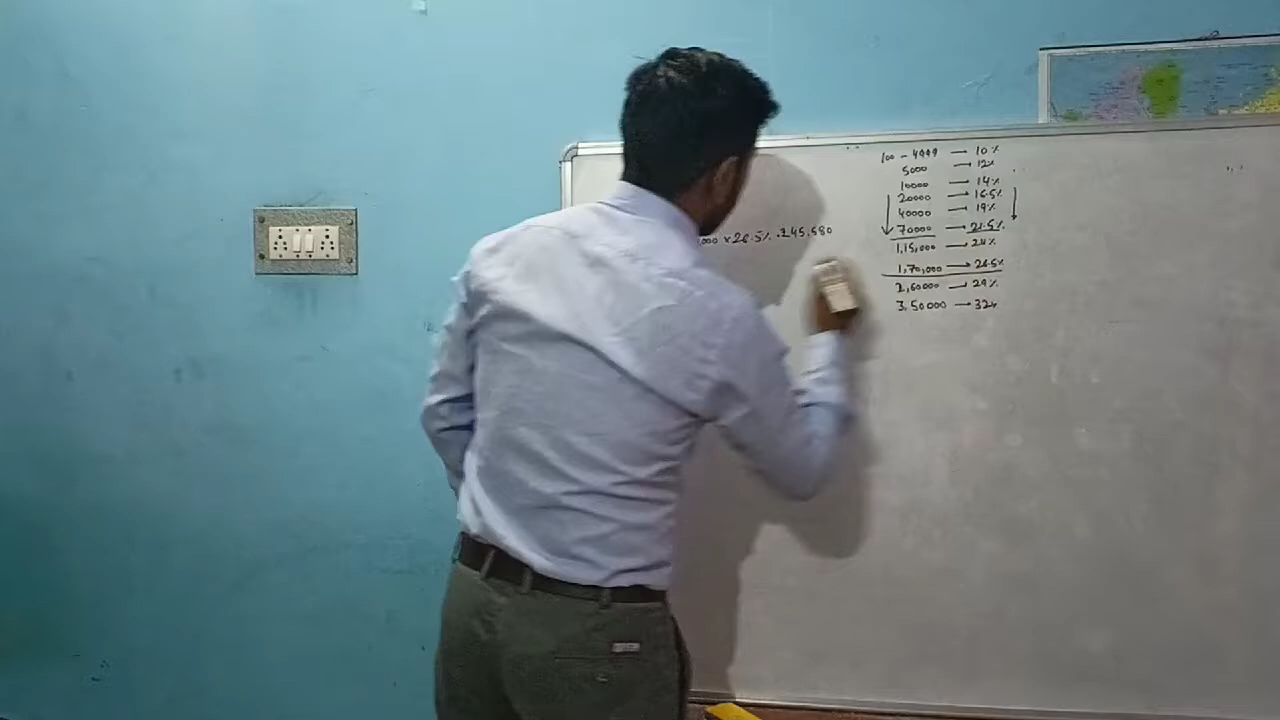 000 x 26.5% = 245,680
100 - 4999 → 10%
5000 → 12%
10000 → 14%
20000 → 16.5%
40000 → 19%
70000 → 21.5%
1,15,000 → 24%
1,70,000 → 26.5%
2,60000 → 29%
3,50000 → 32%